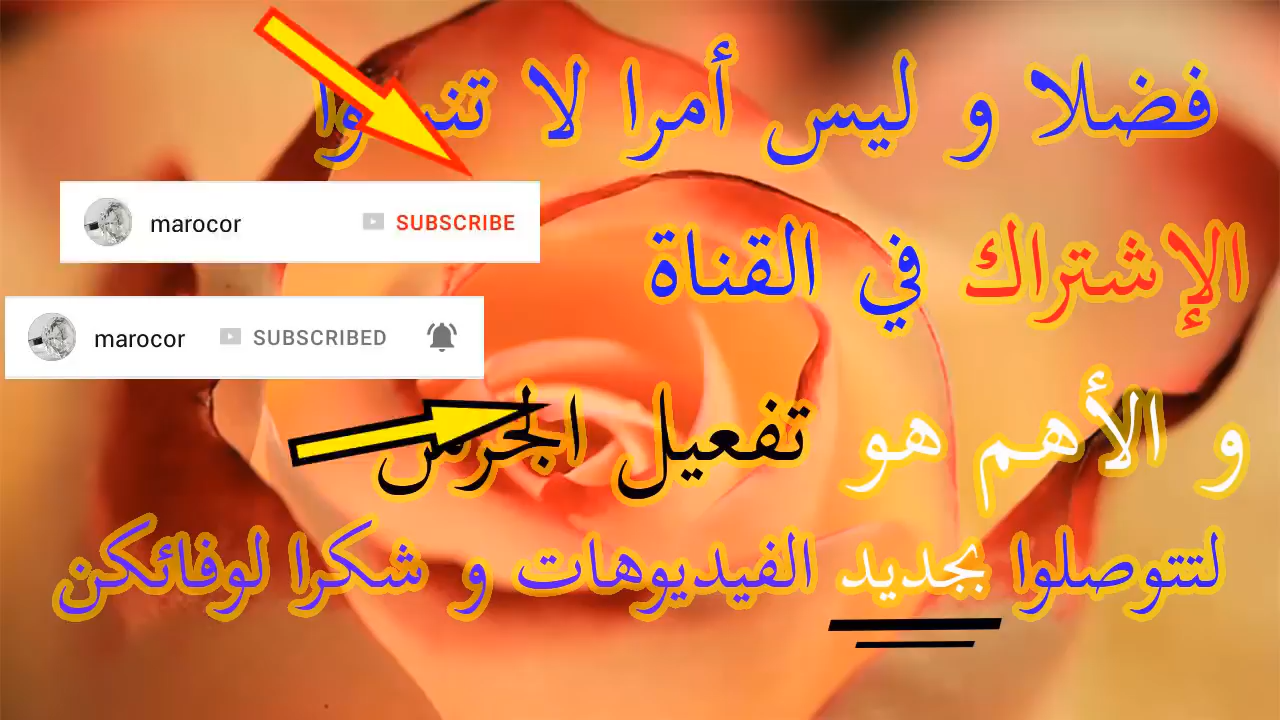 فضلا و ليس أمرا لا تنسوا
marocor SUBSCRIBE
الإشتراك في القناة
marocor SUBSCRIBED
و الأهم هو تفعيل الجرس
لتتوصلوا بجديد الفيديوهات و شكرا لوفائكن